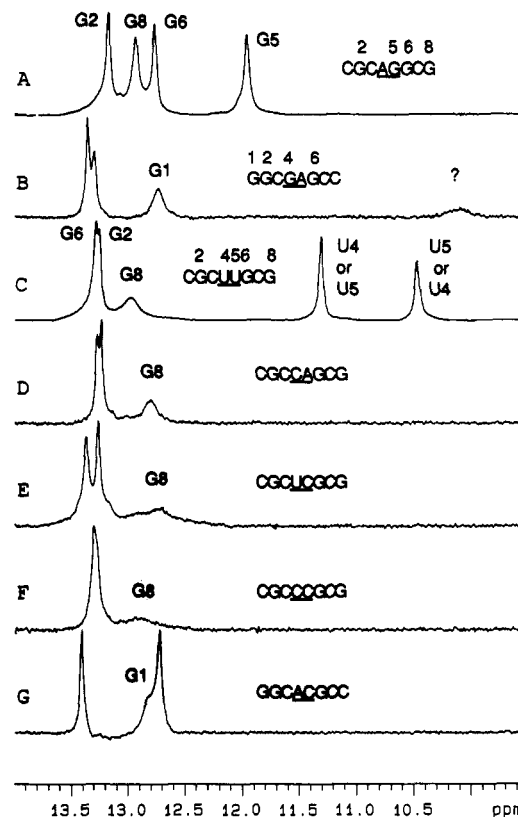 G2 G8 G6 G5
2 5 6 8
CGCAGGCG
A
1 2 4 6
GGCGAGCC
G1 ?
B
G6 G2
2 456 8
CGCUUGCG
G8
U4 or U5
U5 or U4
C
G8 CGCCAGCG
D
G8 CGCUCGCG
E
G8 CGCCCGCG
F
G1 GGCACGCC
G
13.5 13.0 12.5 12.0 11.5 11.0 10.5 ppm